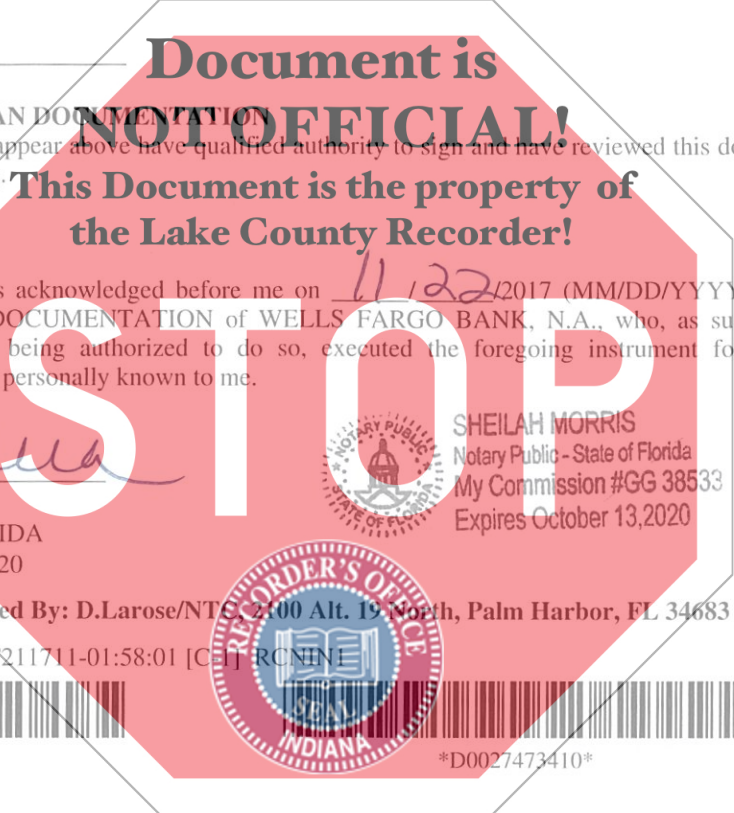 Document is
AN DOCUMENTATION
NOT OFFICIAL!
appear above have qualified authority to sign and have reviewed this do
This Document is the property of
the Lake County Recorder!
s acknowledged before me on 11/22/2017 (MM/DD/YYYY
DOCUMENTATION of WELLS FARGO BANK, N.A., who, as su
being authorized to do so, executed the foregoing instrument fo
personally known to me.
STOP
NOTARY PUBLIC
STATE OF FLORIDA
SHEILAH MORRIS
Notary Public - State of Florida
My Commission #GG 38533
Expires October 13,2020
IDA
20
RECORDER'S OFFICE
SEAL
INDIANA
ed By: D.Larose/NTC, 2100 Alt. 19 North, Palm Harbor, FL 34683
211711-01:58:01 [C-1] RCNIN1
*D0027473410*